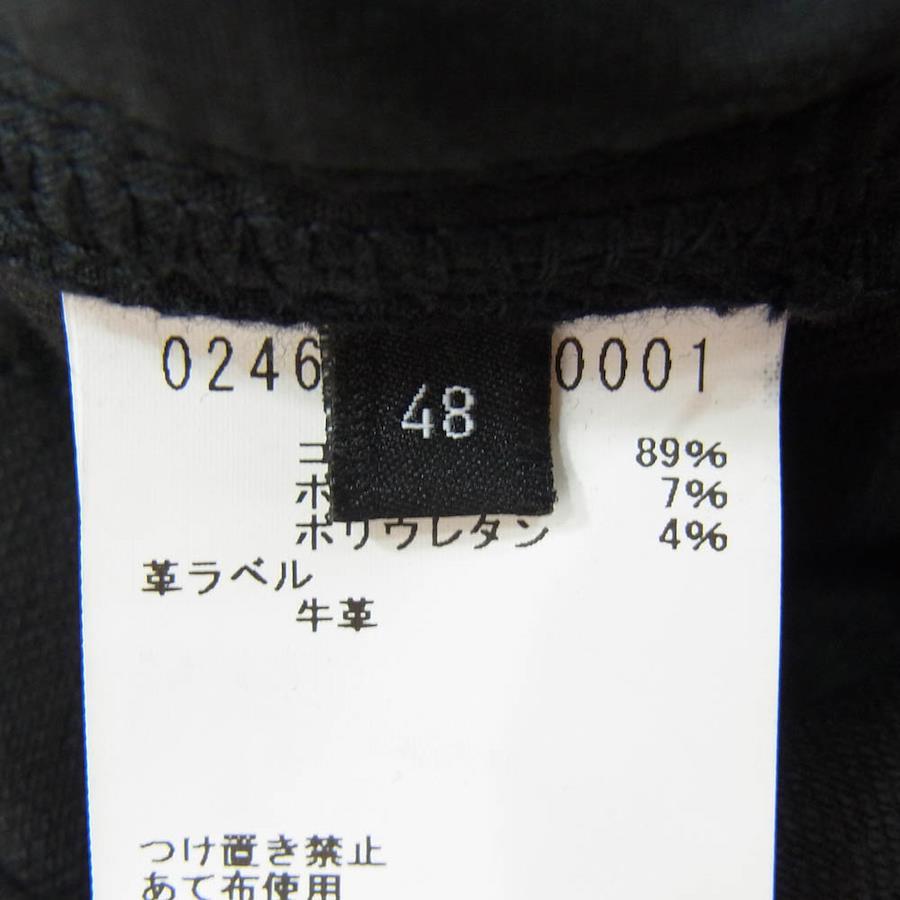 0246 0001
48
89%
7%
ポリウレタン 4%
革ラベル
牛革
つけ置き禁止
あて布使用